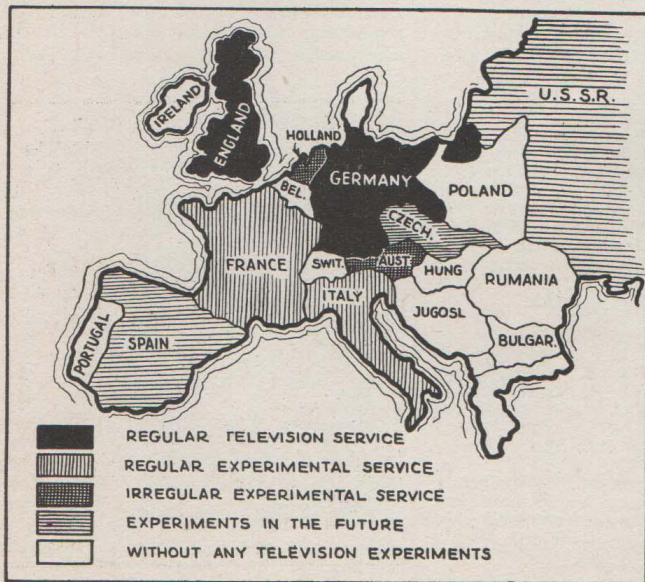 IRELAND
ENGLAND
HOLLAND
BEL.
GERMANY
U.S.S.R.
POLAND
CZECH.
FRANCE
SWIT.
AUST.
HUNG
RUMANIA
ITALY
JUGOSL
BULGAR.
PORTUGAL
SPAIN
REGULAR TELEVISION SERVICE
REGULAR EXPERIMENTAL SERVICE
IRREGULAR EXPERIMENTAL SERVICE
EXPERIMENTS IN THE FUTURE
WITHOUT ANY TELEVISION EXPERIMENTS